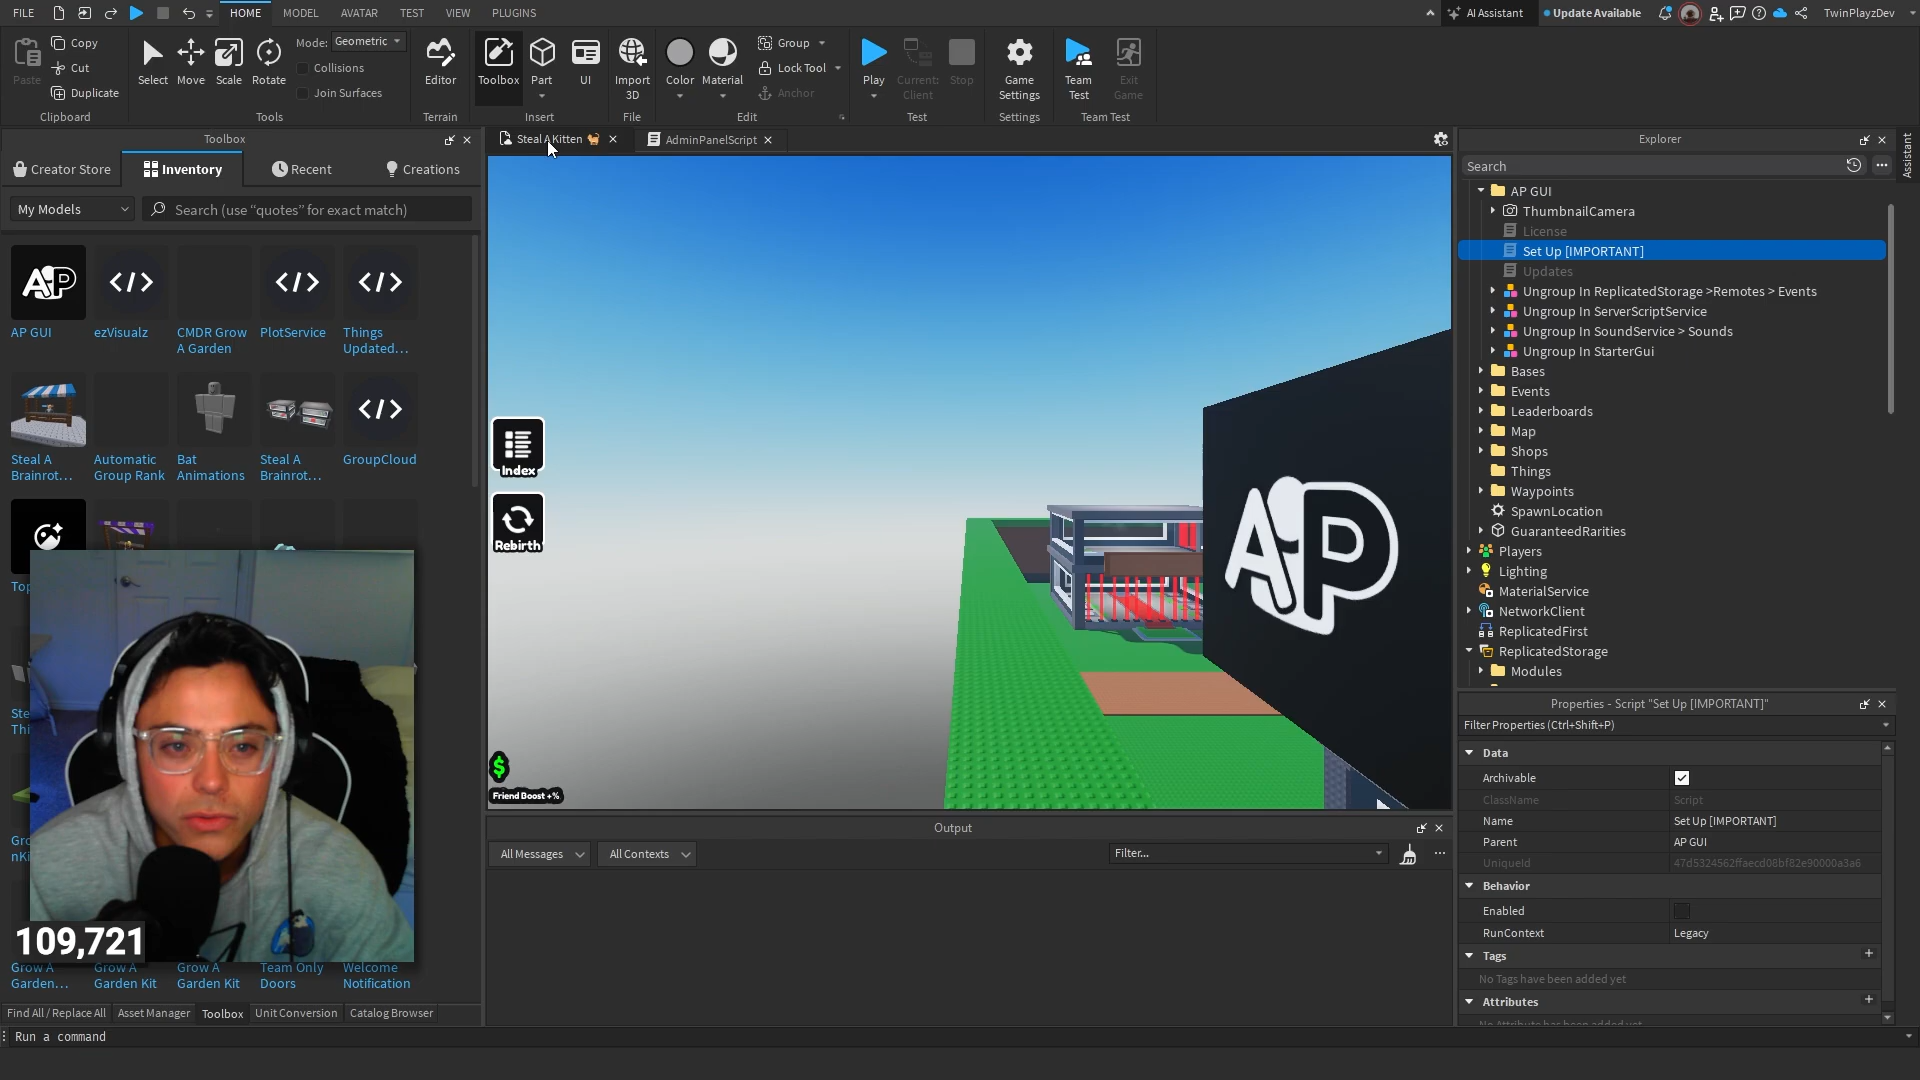 FILE
HOME
MODEL
AVATAR
TEST
VIEW
PLUGINS
AI Assistant
Update Available
TwinPlayzDev
Paste
Copy
Cut
Duplicate
Clipboard
Select
Move
Scale
Rotate
Mode:
Geometric
Collisions
Join Surfaces
Tools
Editor
Terrain
Toolbox
Part
UI
Insert
Import
3D
File
Color
Material
Group
Lock Tool
Anchor
Edit
Play
Current:
Client
Stop
Test
Game
Settings
Settings
Team
Test
Exit
Game
Team Test
Toolbox
Creator Store
Inventory
Recent
Creations
My Models
Search (use “quotes” for exact match)
AP
AP GUI
ezVisualz
CMDR Grow
A Garden
PlotService
Things
Updated...
Steal A
Brainrot...
Automatic
Group Rank
Bat
Animations
Steal A
Brainrot...
GroupCloud
109,721
Grow A
Garden...
Grow A
Garden Kit
Grow A
Garden Kit
Team Only
Doors
Welcome
Notification
Find All / Replace All
Asset Manager
Toolbox
Unit Conversion
Catalog Browser
Run a command
Steal A Kitten
AdminPanelScript
Index
Rebirth
$
Friend Boost +%
AP
Output
All Messages
All Contexts
Filter...
Explorer
Assistant
Search
AP GUI
ThumbnailCamera
License
Set Up [IMPORTANT]
Updates
Ungroup In ReplicatedStorage >Remotes > Events
Ungroup In ServerScriptService
Ungroup In SoundService > Sounds
Ungroup In StarterGui
Bases
Events
Leaderboards
Map
Shops
Things
Waypoints
SpawnLocation
GuaranteedRarities
Players
Lighting
MaterialService
NetworkClient
ReplicatedFirst
ReplicatedStorage
Modules
Properties - Script "Set Up [IMPORTANT]"
Filter Properties (Ctrl+Shift+P)
Data
Archivable
ClassName
Script
Name
Set Up [IMPORTANT]
Parent
AP GUI
UniqueId
47d5324562ffaecd08bf82e90000a3a6
Behavior
Enabled
RunContext
Legacy
Tags
No Tags have been added yet
Attributes